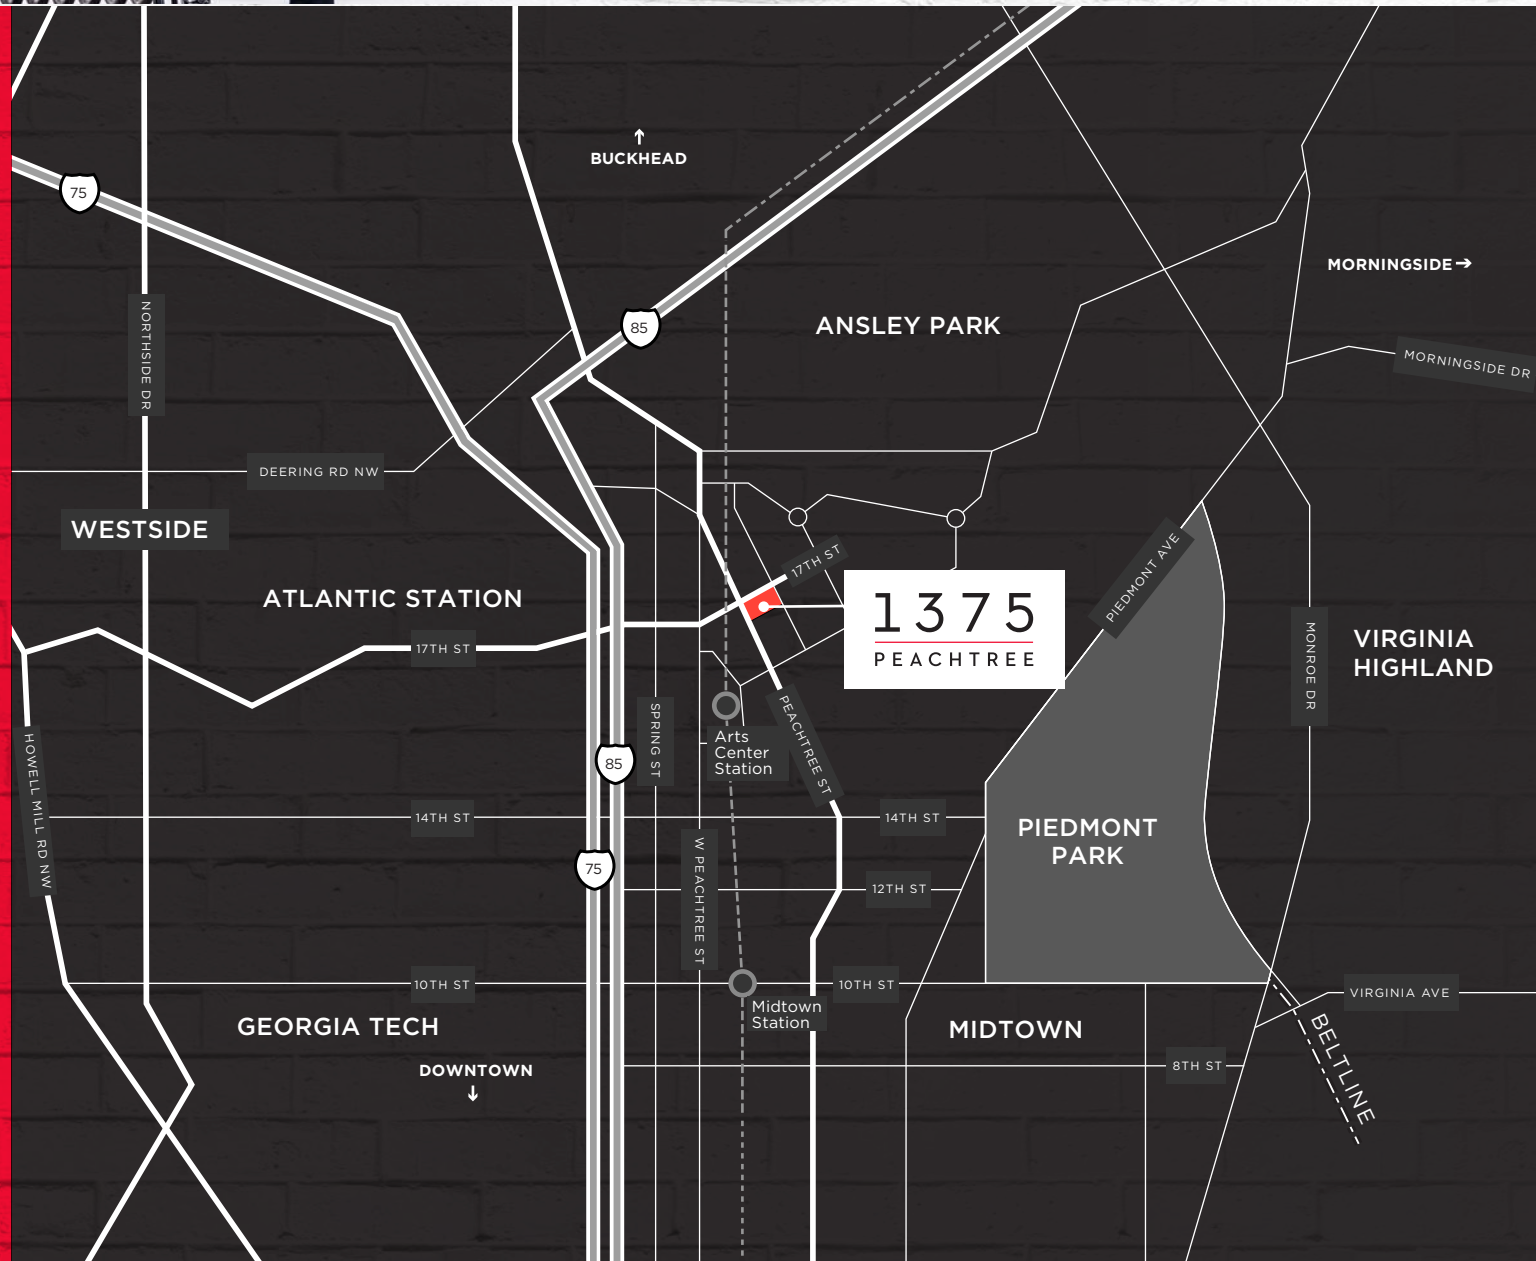 BUCKHEAD
75
MORNINGSIDE
NORTHSIDE DR
85
ANSLEY PARK
MORNINGSIDE DR
DEERING RD NW
WESTSIDE
17TH ST
PIEDMONT AVE
ATLANTIC STATION
1375
PEACHTREE
17TH ST
MONROE DR
VIRGINIA
HIGHLAND
HOWELL MILL RD NW
SPRING ST
PEACHTREE ST
Arts
Center
Station
85
14TH ST
14TH ST
PIEDMONT
PARK
75
W PEACHTREE ST
12TH ST
10TH ST
10TH ST
VIRGINIA AVE
Midtown
Station
GEORGIA TECH
MIDTOWN
BELTLINE
DOWNTOWN
8TH ST